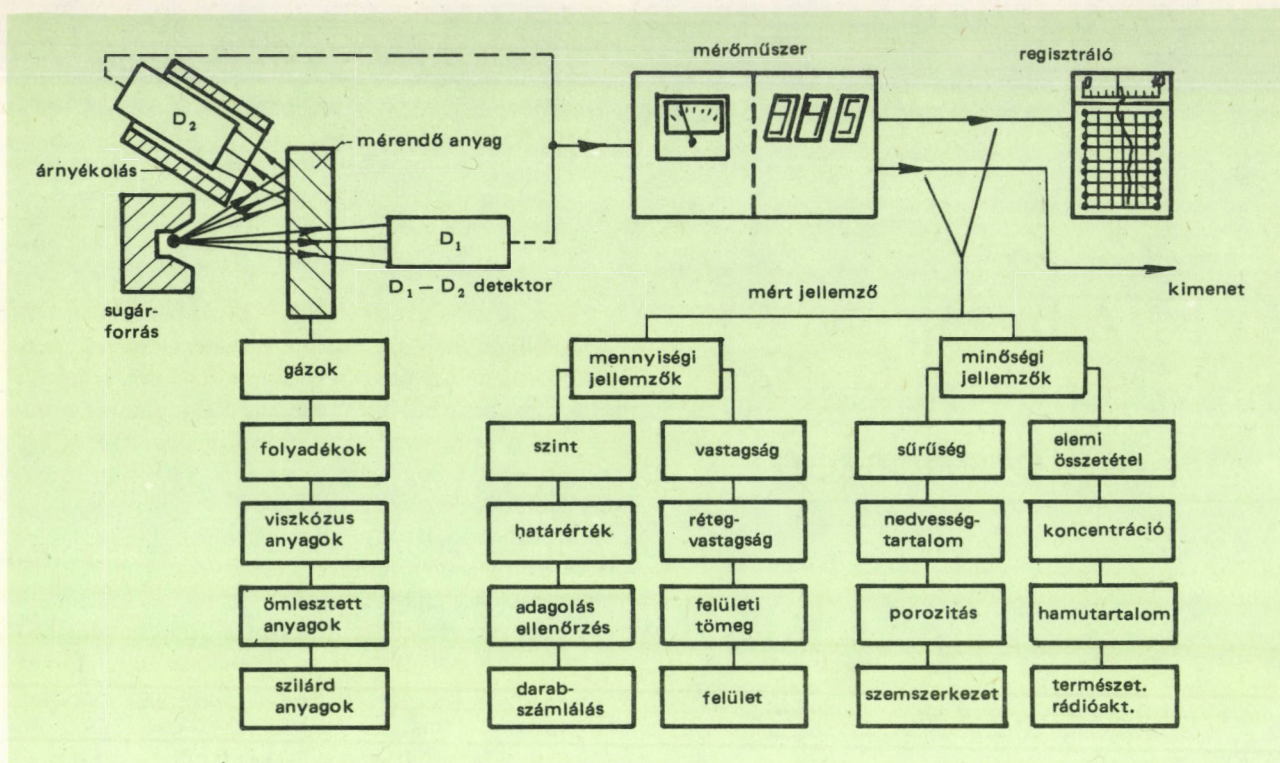 mérőműszer
regisztráló
D₂
mérendő anyag
árnyékolás
D₁
D₁ – D₂ detektor
sugár-
forrás
mért jellemző
kimenet
gázok
folyadékok
viszkózus
anyagok
ömlesztett
anyagok
szilárd
anyagok
mennyiségi
jellemzők
szint
határérték
adagolás
ellenőrzés
darab-
számlálás
vastagság
réteg-
vastagság
felületi
tömeg
felület
minőségi
jellemzők
sűrűség
nedvesség-
tartalom
porozitás
szemszerkezet
elemi
összetétel
koncentráció
hamutartalom
természet.
rádióakt.